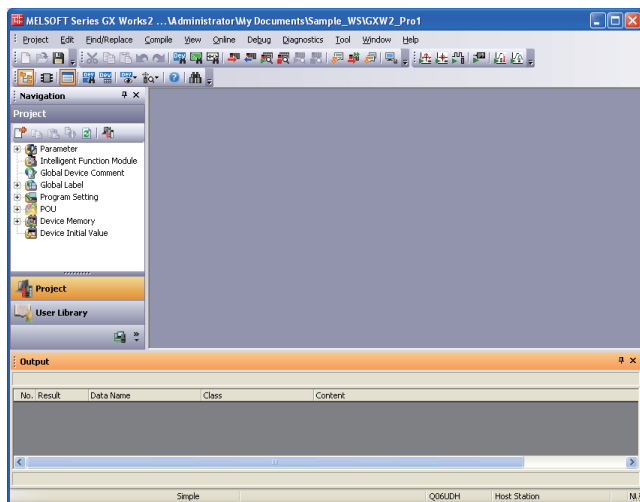 MELSOFT Series GX Works2 ...\Administrator\My Documents\Sample_WS\GXW2_Pro1
Project Edit Find/Replace Compile View Online Debug Diagnostics Tool Window Help
Navigation
Project
Parameter
Intelligent Function Module
Global Device Comment
Global Label
Program Setting
POU
Device Memory
Device Initial Value
Project
User Library
Output
No. Result Data Name Class Content
Simple Q06UDH Host Station